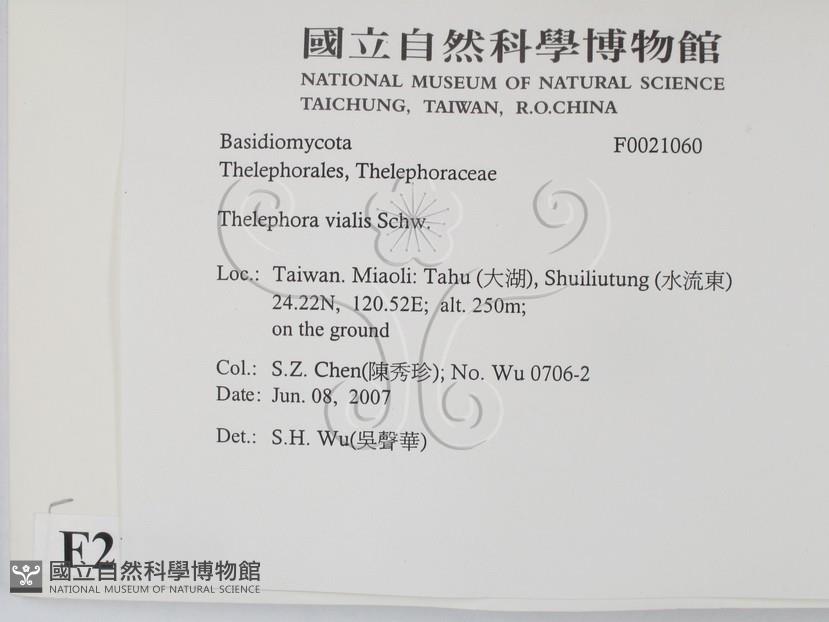 國立自然科學博物館
NATIONAL MUSEUM OF NATURAL SCIENCE
TAICHUNG, TAIWAN, R.O.CHINA
Basidiomycota F0021060
Thelephorales, Thelephoraceae
Thelephora vialis Schw.
Loc.: Taiwan. Miaoli: Tahu (大湖), Shuiliutung (水流東)
24.22N, 120.52E; alt. 250m;
on the ground
Col.: S.Z. Chen(陳秀珍); No. Wu 0706-2
Date: Jun. 08, 2007
Det.: S.H. Wu(吳聲華)
F2
國立自然科學博物館
NATIONAL MUSEUM OF NATURAL SCIENCE